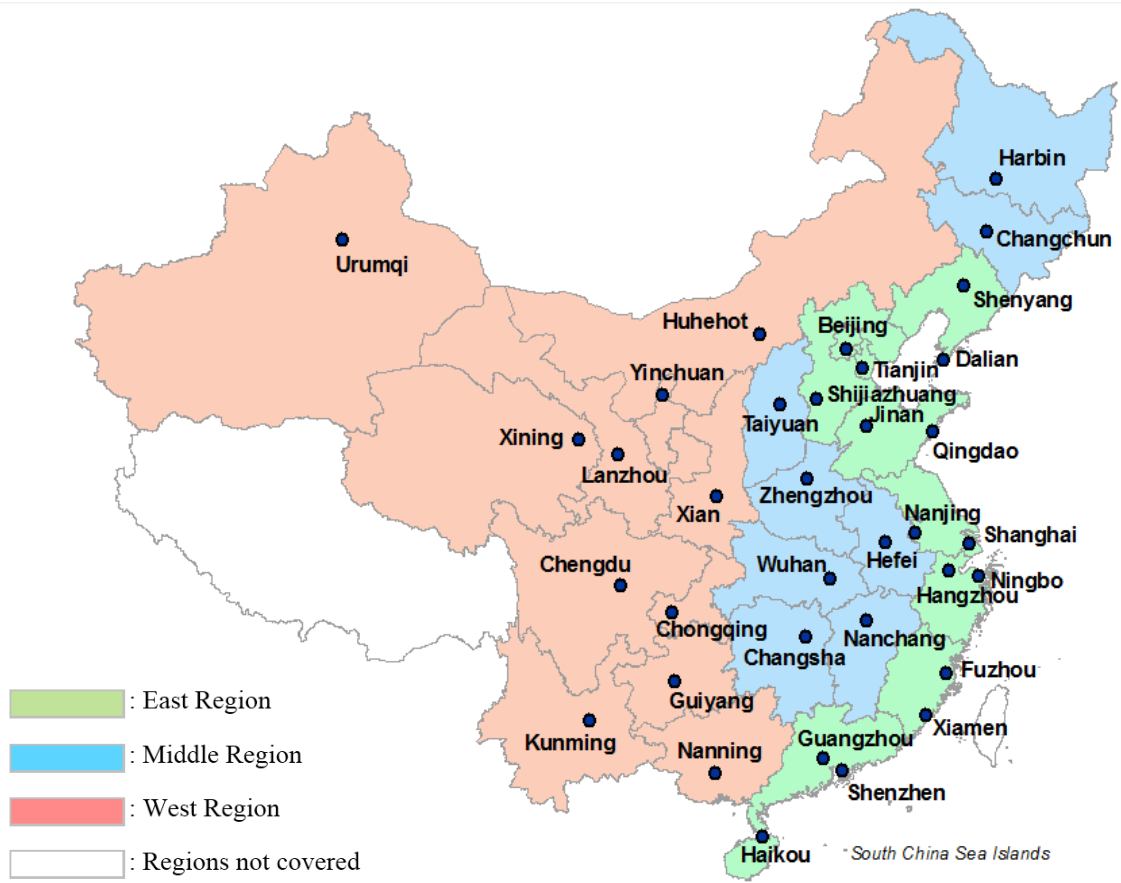 Harbin
Changchun
Urumqi
Shenyang
Huhehot
Beijing
Dalian
Tianjin
Yinchuan
Shijiazhuang
Jinan
Taiyuan
Xining
Qingdao
Lanzhou
Zhengzhou
Xian
Nanjing
Shanghai
Hefei
Chengdu
Wuhan
Ningbo
Hangzhou
Chongqing
Nanchang
Changsha
Fuzhou
Guiyang
: East Region
Xiamen
Kunming
Guangzhou
Nanning
: Middle Region
Shenzhen
: West Region
Haikou
South China Sea Islands
: Regions not covered